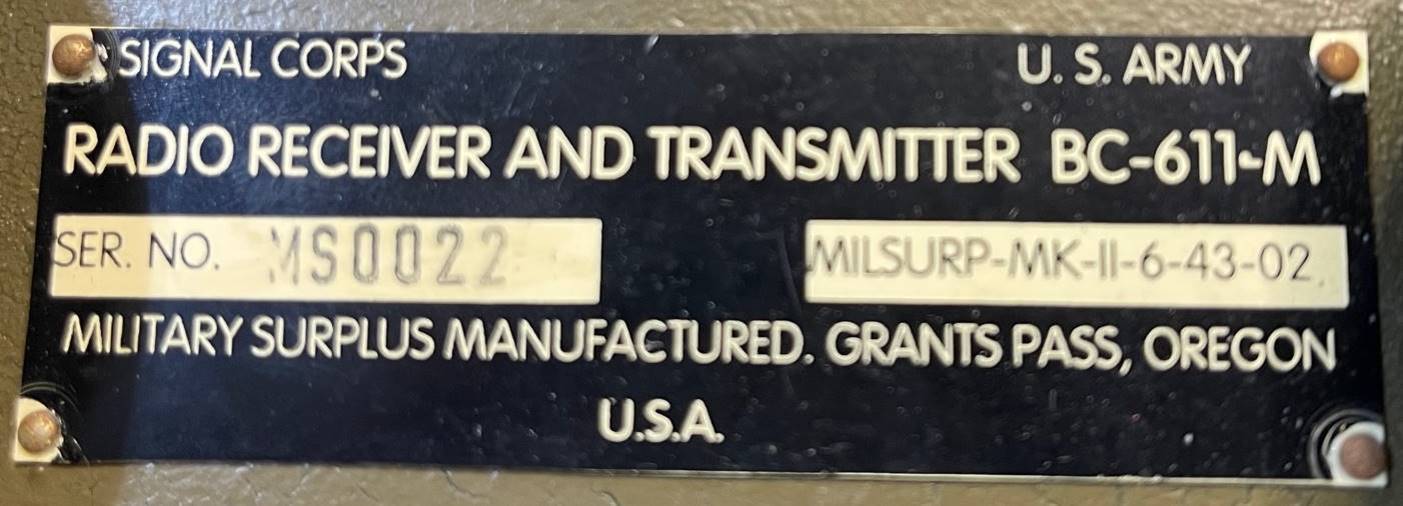 SIGNAL CORPS U. S. ARMY
RADIO RECEIVER AND TRANSMITTER BC-611-M
SER. NO. MS0022 MILSURP-MK-II-6-43-02
MILITARY SURPLUS MANUFACTURED. GRANTS PASS, OREGON
U.S.A.